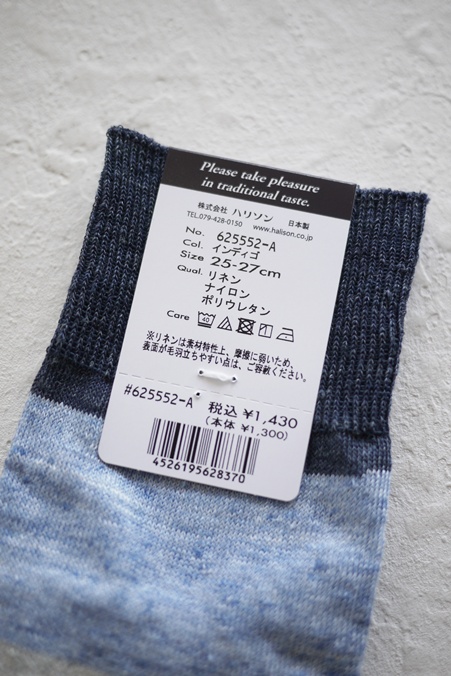 Please take pleasure
in traditional taste.
株式会社 ハリソン 日本製
TEL.079-428-0150 www.halison.co.jp
No. 625552-A
Col. インディゴ
Size 25-27cm
Qual. リネン
ナイロン
ポリウレタン
Care 40
※リネンは素材特性上、摩擦に弱いため、
表面が毛羽立ちやすい点は、ご容赦ください。
#625552-A 税込 ¥1,430
(本体 ¥1,300)
4526195628370